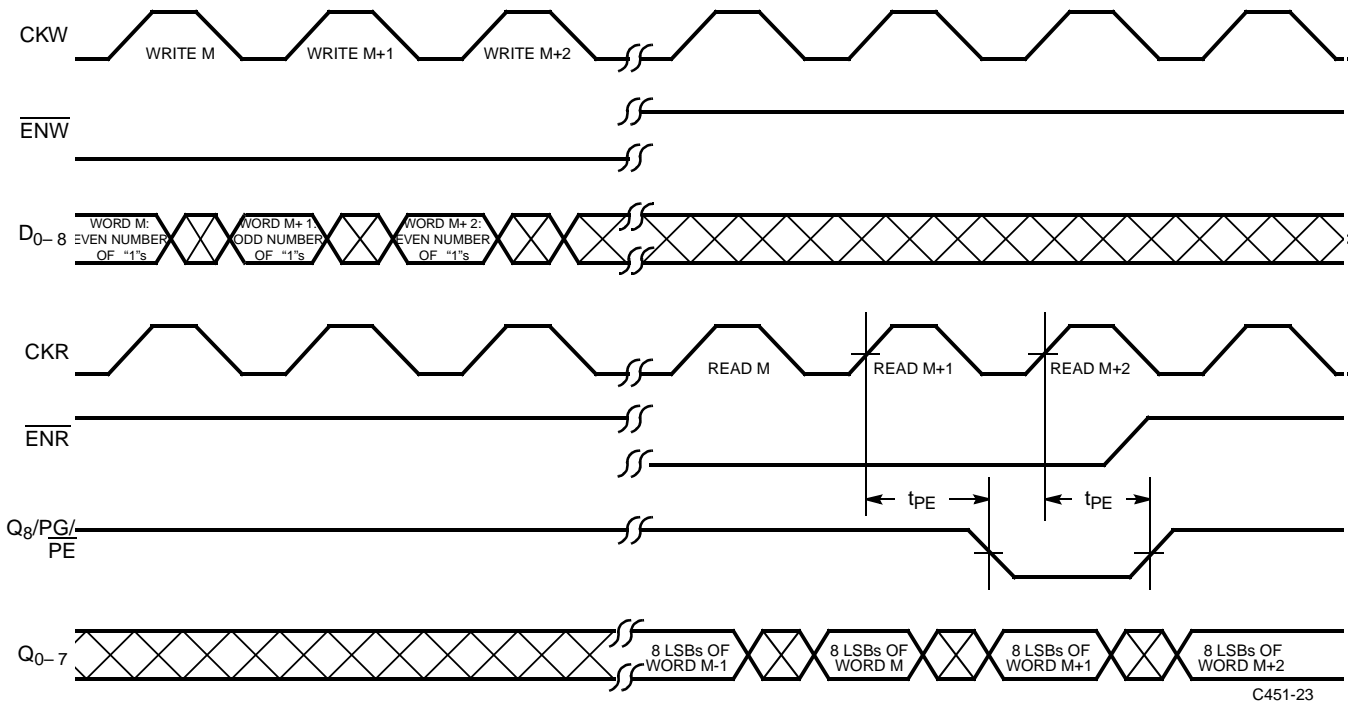 CKW
WRITE M
WRITE M+1
WRITE M+2
ENW
D0–8
WORD M:
EVEN NUMBER
OF "1"s
WORD M+ 1:
ODD NUMBER
OF "1"s
WORD M+ 2:
EVEN NUMBER
OF "1"s
CKR
READ M
READ M+1
READ M+2
ENR
tPE
tPE
Q8/PG/
PE
Q0–7
8 LSBs OF
WORD M-1
8 LSBs OF
WORD M
8 LSBs OF
WORD M+1
8 LSBs OF
WORD M+2
C451-23